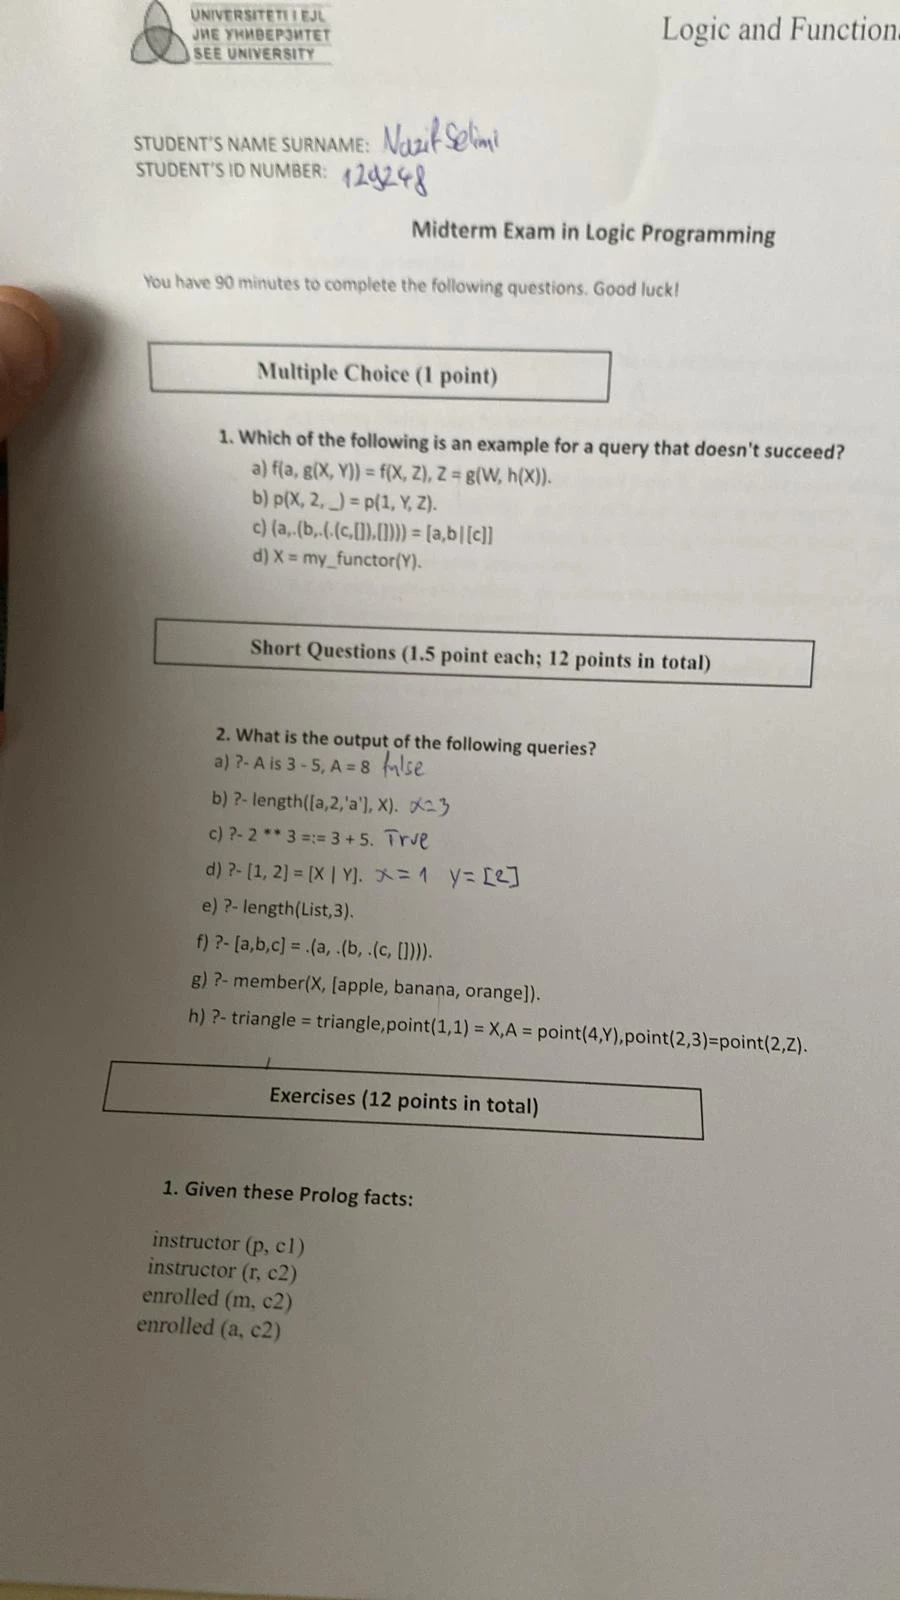 UNIVERSITETI I EJL
ЈИЕ УНИВЕРЗИТЕТ
SEE UNIVERSITY
Logic and Function
STUDENT'S NAME SURNAME: Nazif Selimi
STUDENT'S ID NUMBER: 129248
Midterm Exam in Logic Programming
You have 90 minutes to complete the following questions. Good luck!
Multiple Choice (1 point)
1. Which of the following is an example for a query that doesn't succeed?
a) f(a, g(X, Y)) = f(X, Z), Z = g(W, h(X)).
b) p(X, 2, _) = p(1, Y, Z).
c) (a,.(b,.(.(c,[]),[]))) = [a,b|[c]]
d) X = my_functor(Y).
Short Questions (1.5 point each; 12 points in total)
2. What is the output of the following queries?
a) ?- A is 3 - 5, A = 8 false
b) ?- length([a,2,'a'], X). x=3
c) ?- 2 ** 3 =:= 3 + 5. True
d) ?- [1, 2] = [X | Y]. x = 1 y = [2]
e) ?- length(List,3).
f) ?- [a,b,c] = .(a, .(b, .(c, []))).
g) ?- member(X, [apple, banana, orange]).
h) ?- triangle = triangle,point(1,1) = X,A = point(4,Y),point(2,3)=point(2,Z).
Exercises (12 points in total)
1. Given these Prolog facts:
instructor (p, c1)
instructor (r, c2)
enrolled (m, c2)
enrolled (a, c2)